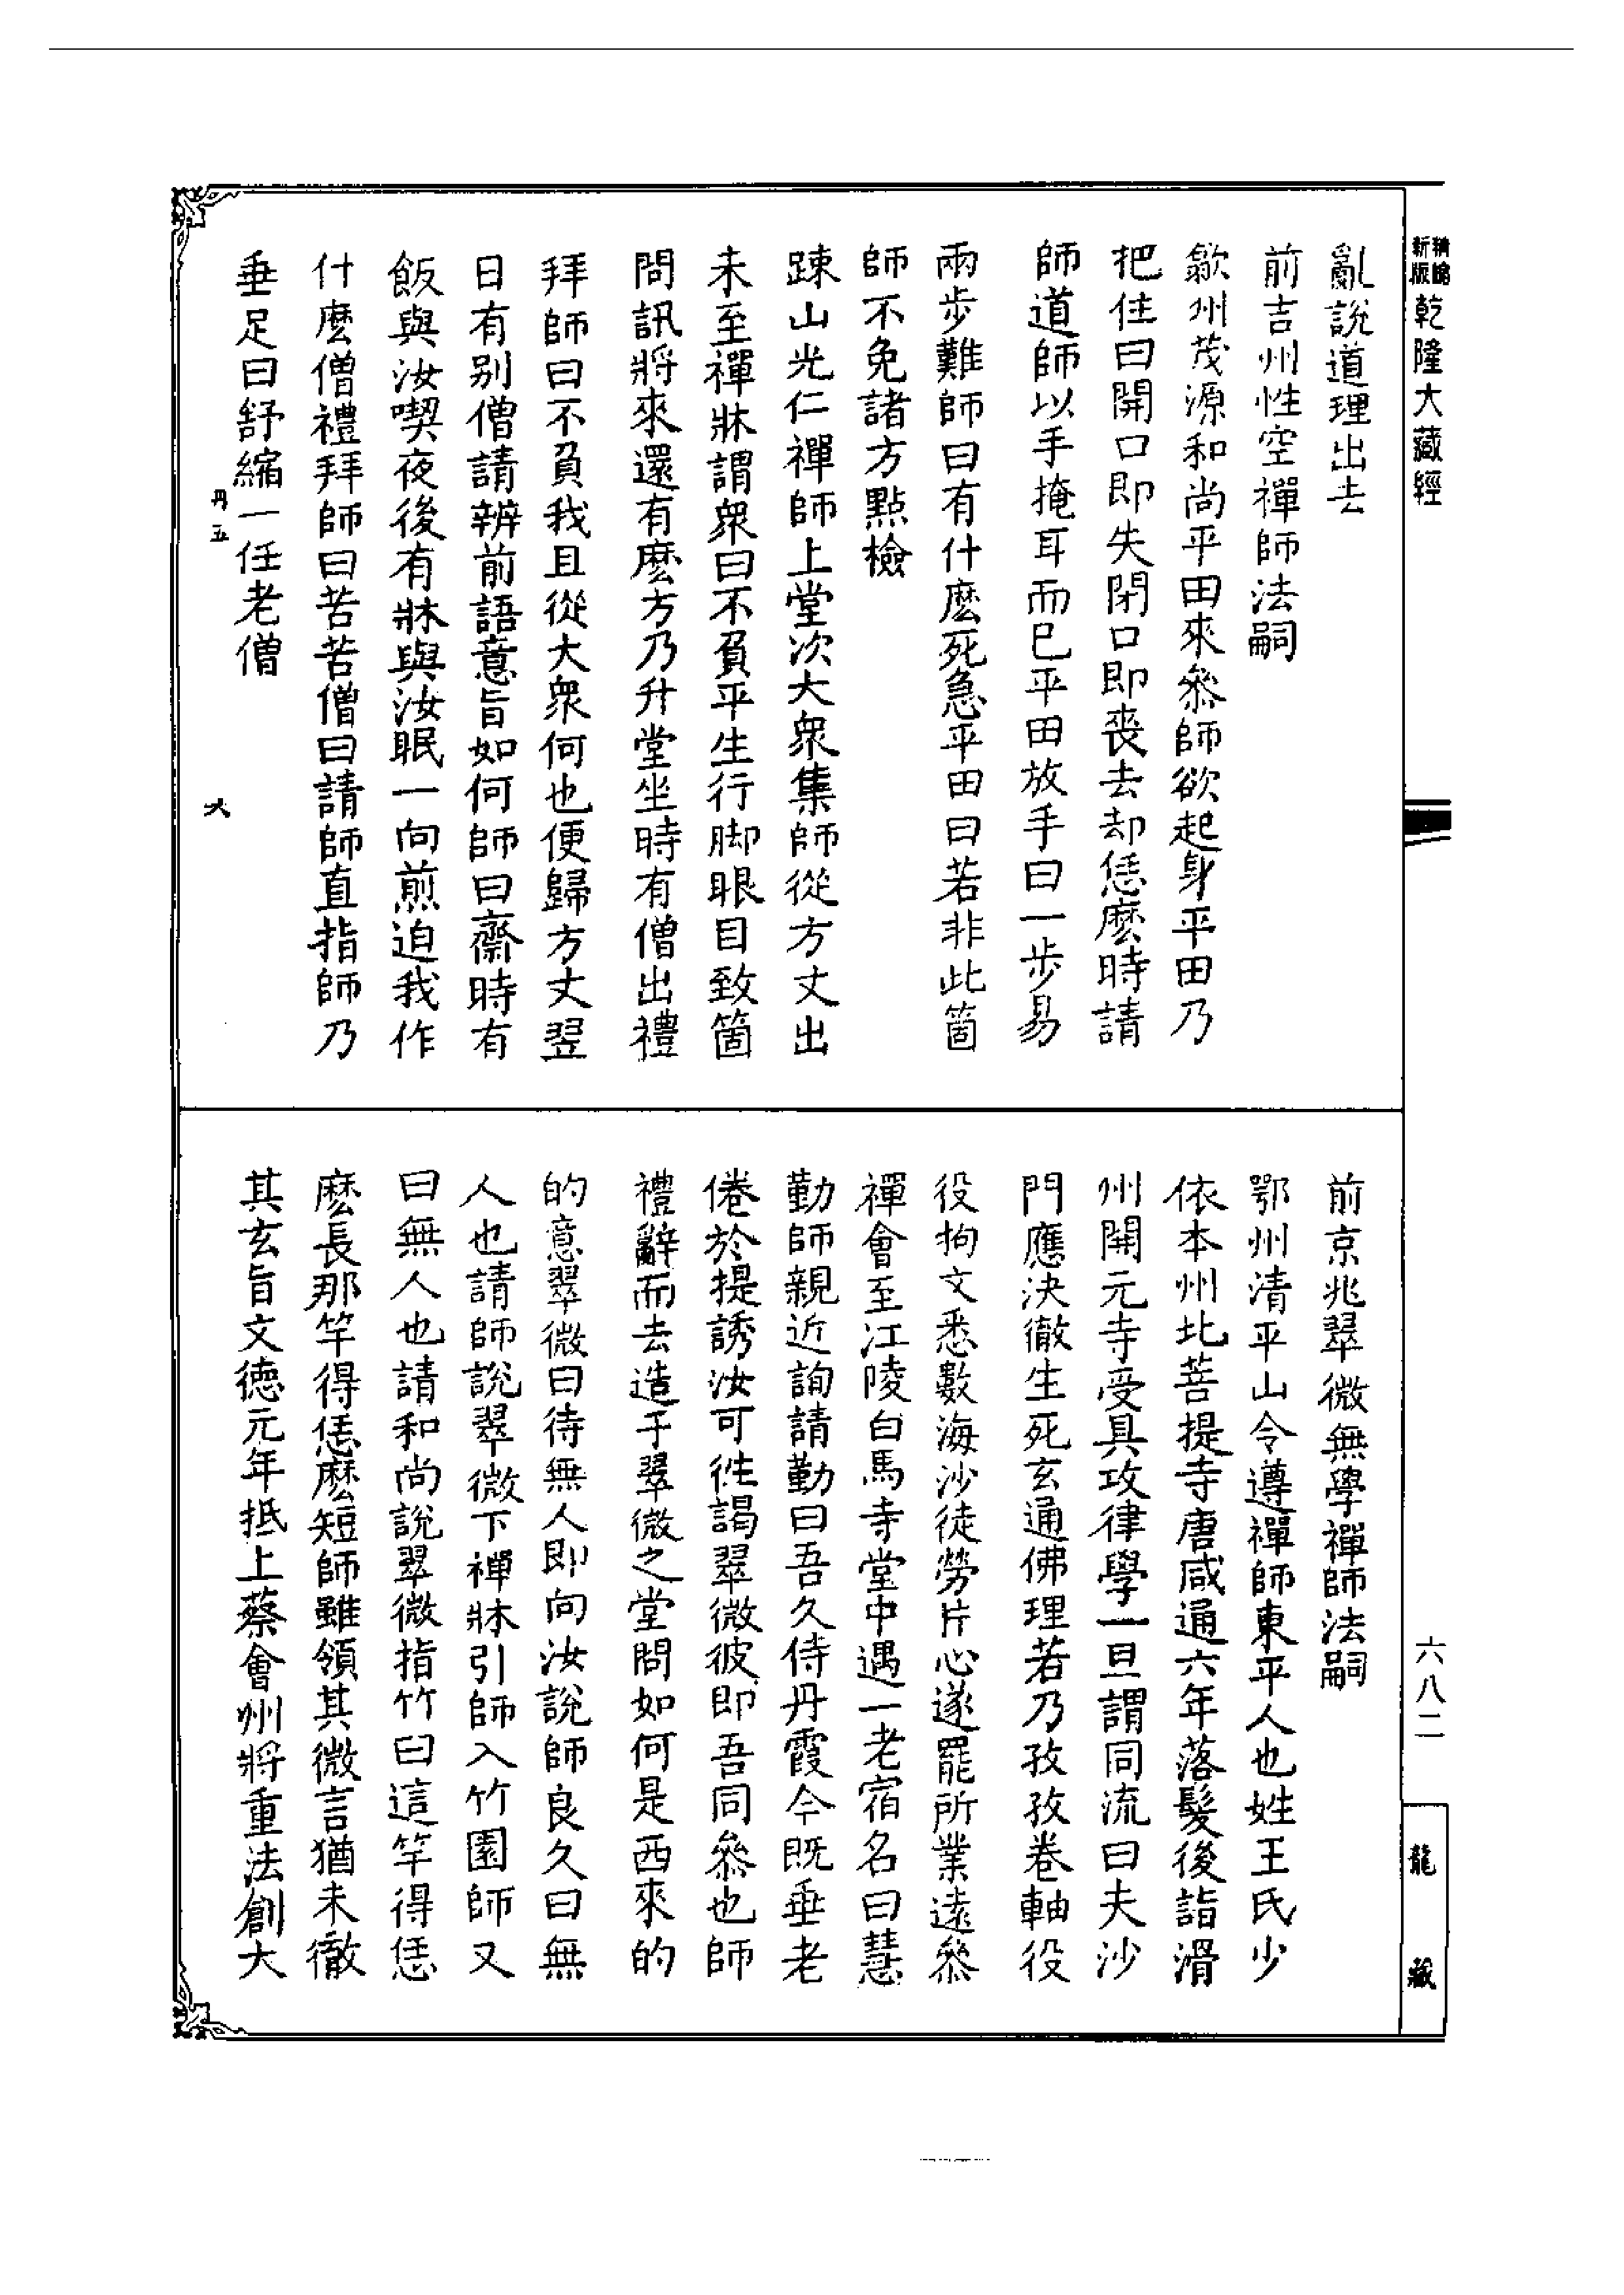 精縮
新版
乾隆大藏經
亂說道理出去
前吉州性空禪師法嗣
歙州茂源和尚平田來叅師欲起身平田乃
把住曰開口即失閉口即丧去却恁麽時請
師道師以手掩耳而已平田放手曰一步易
兩步難師曰有什麽死急平田曰若非此箇
師不免諸方點檢
踈山光仁禪師上堂次大衆集師從方丈出
未至禪牀謂衆曰不負平生行脚眼目致箇
問訊將來還有麽方乃升堂坐時有僧出禮
拜師曰不負我且從大衆何也便歸方丈翌
日有别僧請辨前語意旨如何師曰齋時有
飯與汝喫夜後有牀與汝眠一向煎迫我作
什麽僧禮拜師曰苦苦僧曰請師直指師乃
垂足曰舒縮一任老僧
丹五
六八二
龍藏
前京兆翠微無學禪師法嗣
鄂州清平山令遵禪師東平人也姓王氏少
依本州北菩提寺唐咸通六年落髮後詣滑
州開元寺受具攻律學一旦謂同流曰夫沙
門應決徹生死玄通佛理若乃孜孜卷軸役
役拘文悉數海沙徒勞片心遂罷所業遠叅
禪會至江陵白馬寺堂中遇一老宿名曰慧
勤師親近詢請勤曰吾久侍丹霞今既垂老
倦於提誘汝可徃謁翠微彼即吾同叅也師
禮辭而去造于翠微之堂問如何是西來的
的意翠微曰待無人即向汝說師良久曰無
人也請師說翠微下禪牀引師入竹園師又
曰無人也請和尚說翠微指竹曰這竿得恁
麽長那竿得恁麽短師雖領其微言猶未徹
其玄旨文德元年抵上蔡會州將重法創大